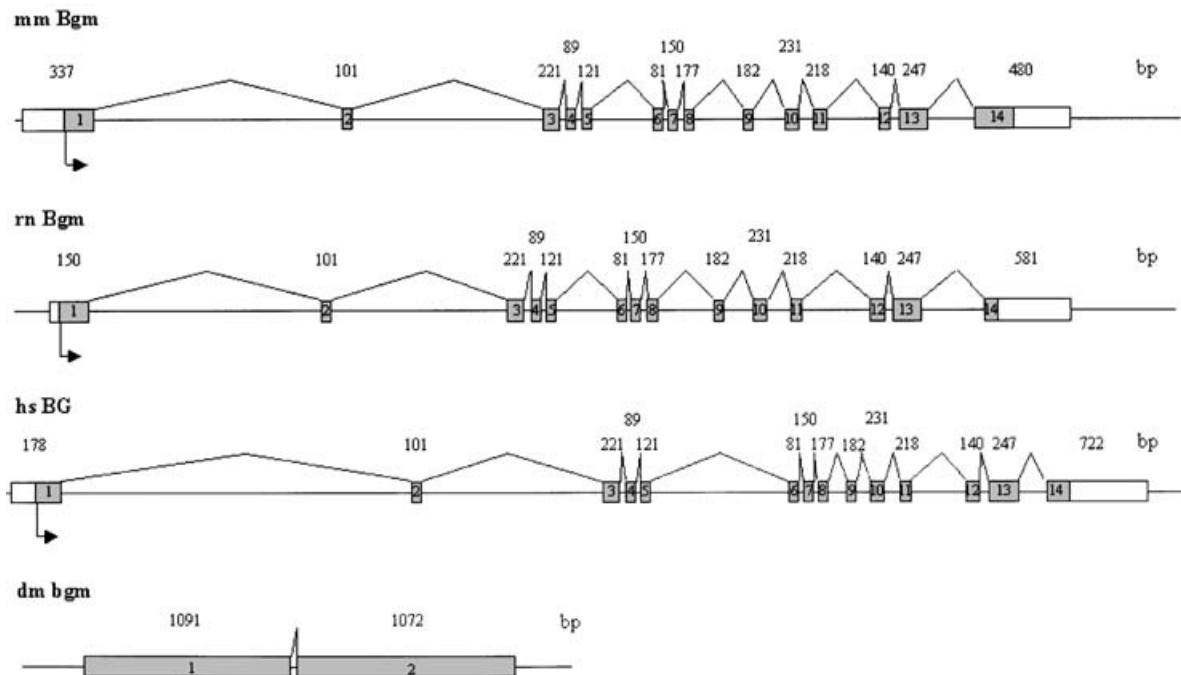 mm Bgm
89 150 231
337 101 221 121 81 177 182 218 140 247 480 bp
1 2 3 4 5 6 7 8 9 10 11 12 13 14
rn Bgm
89 150 231
150 101 221 121 81 177 182 218 140 247 581 bp
1 2 3 4 5 6 7 8 9 10 11 12 13 14
hs BG
89 150 231
178 101 221 121 81 177 182 218 140 247 722 bp
1 2 3 4 5 6 7 8 9 10 11 12 13 14
dm bgm
1091 1072 bp
1 2